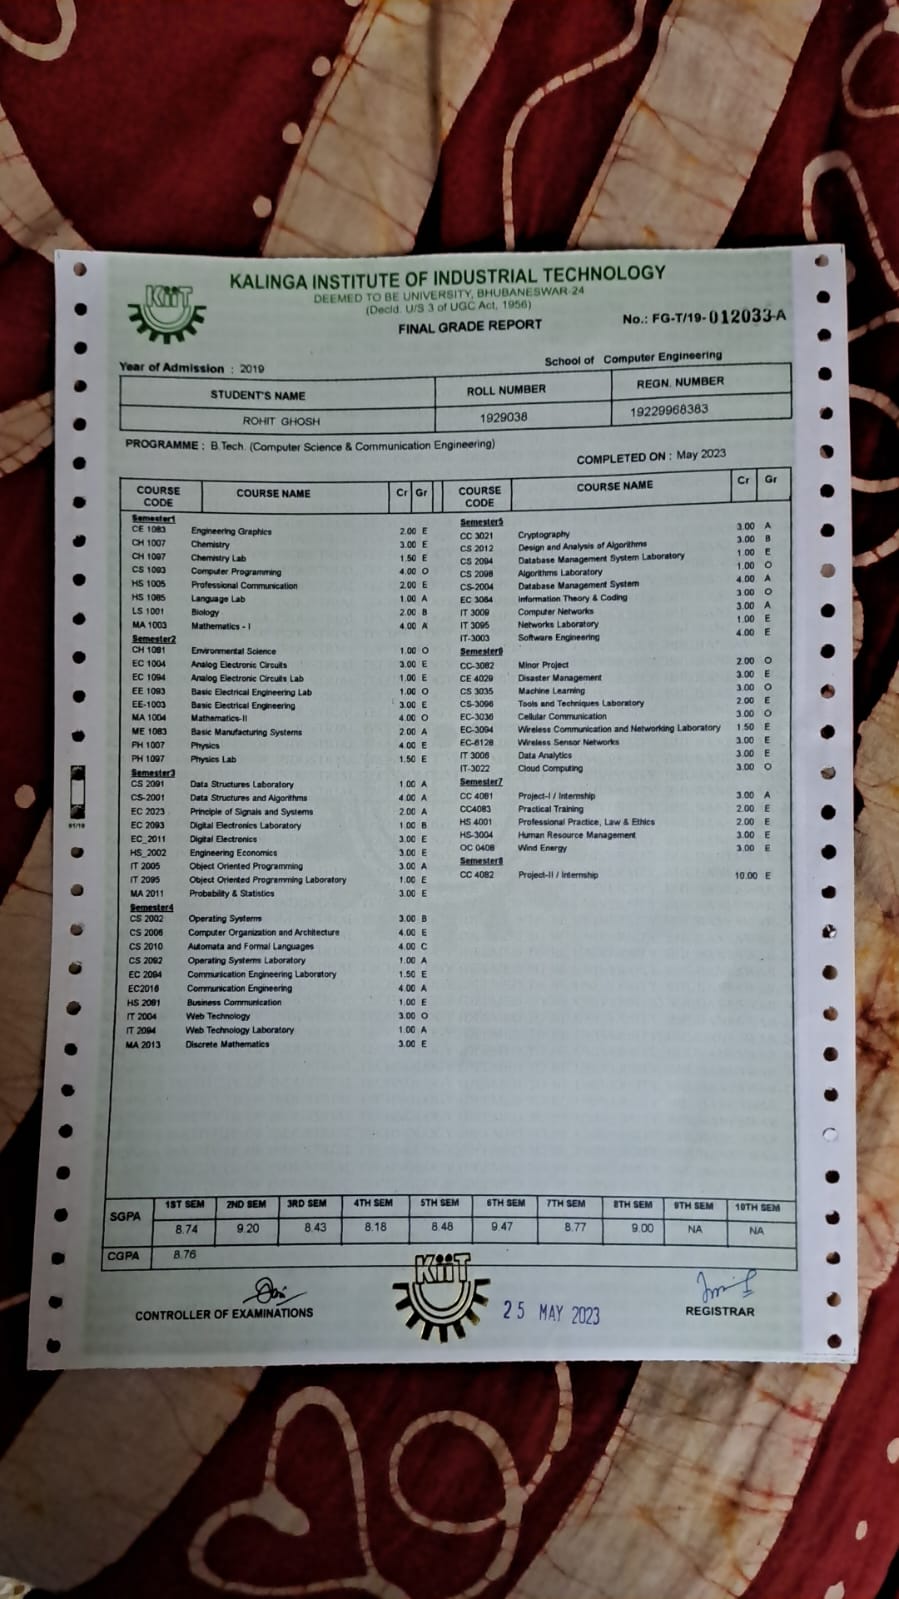 KALINGA INSTITUTE OF INDUSTRIAL TECHNOLOGY
DEEMED TO BE UNIVERSITY, BHUBANESWAR-24
(Decld. U/S 3 of UGC Act, 1956)
FINAL GRADE REPORT
No.: FG-T/19-012033-A
KiiT
Year of Admission : 2019
School of Computer Engineering
STUDENT'S NAME ROLL NUMBER REGN. NUMBER
ROHIT GHOSH 1929038 19229968383
PROGRAMME : B.Tech. (Computer Science & Communication Engineering)
COMPLETED ON : May 2023
COURSE CODE COURSE NAME Cr Gr
Semester1
CE 1083 Engineering Graphics 2.00 E
CH 1007 Chemistry 3.00 E
CH 1097 Chemistry Lab 1.50 E
CS 1093 Computer Programming 4.00 O
HS 1005 Professional Communication 2.00 E
HS 1085 Language Lab 1.00 A
LS 1001 Biology 2.00 B
MA 1003 Mathematics - I 4.00 A
Semester2
CH 1081 Environmental Science 1.00 O
EC 1004 Analog Electronic Circuits 3.00 E
EC 1094 Analog Electronic Circuits Lab 1.00 E
EE 1093 Basic Electrical Engineering Lab 1.00 O
EE-1003 Basic Electrical Engineering 3.00 E
MA 1004 Mathematics-II 4.00 O
ME 1083 Basic Manufacturing Systems 2.00 A
PH 1007 Physics 4.00 E
PH 1097 Physics Lab 1.50 E
Semester3
CS 2091 Data Structures Laboratory 1.00 A
CS-2001 Data Structures and Algorithms 4.00 A
EC 2023 Principle of Signals and Systems 2.00 A
EC 2093 Digital Electronics Laboratory 1.00 B
EC_2011 Digital Electronics 3.00 E
HS_2002 Engineering Economics 3.00 E
IT 2005 Object Oriented Programming 3.00 A
IT 2095 Object Oriented Programming Laboratory 1.00 E
MA 2011 Probability & Statistics 3.00 E
Semester4
CS 2002 Operating Systems 3.00 B
CS 2006 Computer Organization and Architecture 4.00 E
CS 2010 Automata and Formal Languages 4.00 C
CS 2092 Operating Systems Laboratory 1.00 A
EC 2094 Communication Engineering Laboratory 1.50 E
EC2016 Communication Engineering 4.00 A
HS 2081 Business Communication 1.00 E
IT 2004 Web Technology 3.00 O
IT 2094 Web Technology Laboratory 1.00 A
MA 2013 Discrete Mathematics 3.00 E
COURSE CODE COURSE NAME Cr Gr
Semester5
CC 3021 Cryptography 3.00 A
CS 2012 Design and Analysis of Algorithms 3.00 B
CS 2094 Database Management System Laboratory 1.00 E
CS 2098 Algorithms Laboratory 1.00 O
CS-2004 Database Management System 4.00 A
EC 3084 Information Theory & Coding 3.00 O
IT 3009 Computer Networks 3.00 A
IT 3095 Networks Laboratory 1.00 E
IT-3003 Software Engineering 4.00 E
Semester6
CC-3082 Minor Project 2.00 O
CE 4029 Disaster Management 3.00 E
CS 3035 Machine Learning 3.00 O
CS-3096 Tools and Techniques Laboratory 2.00 E
EC-3036 Cellular Communication 3.00 O
EC-3094 Wireless Communication and Networking Laboratory 1.50 E
EC-6128 Wireless Sensor Networks 3.00 E
IT 3006 Data Analytics 3.00 E
IT-3022 Cloud Computing 3.00 O
Semester7
CC 4081 Project-I / Internship 3.00 A
CC4083 Practical Training 2.00 E
HS 4001 Professional Practice, Law & Ethics 2.00 E
HS-3004 Human Resource Management 3.00 E
OC 0408 Wind Energy 3.00 E
Semester8
CC 4082 Project-II / Internship 10.00 E
1ST SEM 2ND SEM 3RD SEM 4TH SEM 5TH SEM 6TH SEM 7TH SEM 8TH SEM 9TH SEM 10TH SEM
SGPA 8.74 9.20 8.43 8.18 8.48 9.47 8.77 9.00 NA NA
CGPA 8.76
KiiT
25 MAY 2023
CONTROLLER OF EXAMINATIONS
REGISTRAR